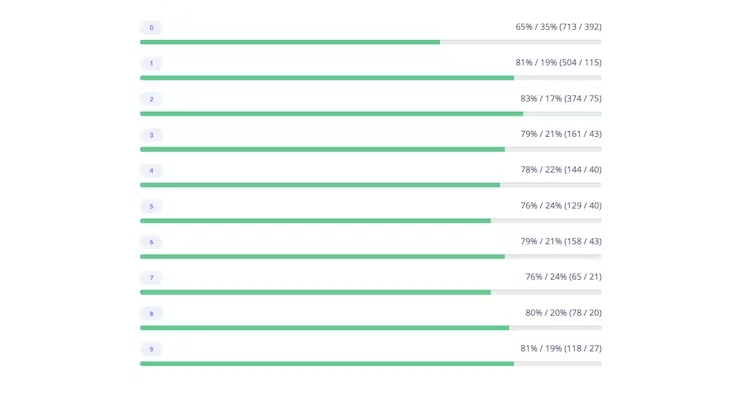 0 65% / 35% (713 / 392)
1 81% / 19% (504 / 115)
2 83% / 17% (374 / 75)
3 79% / 21% (161 / 43)
4 78% / 22% (144 / 40)
5 76% / 24% (129 / 40)
6 79% / 21% (158 / 43)
7 76% / 24% (65 / 21)
8 80% / 20% (78 / 20)
9 81% / 19% (118 / 27)